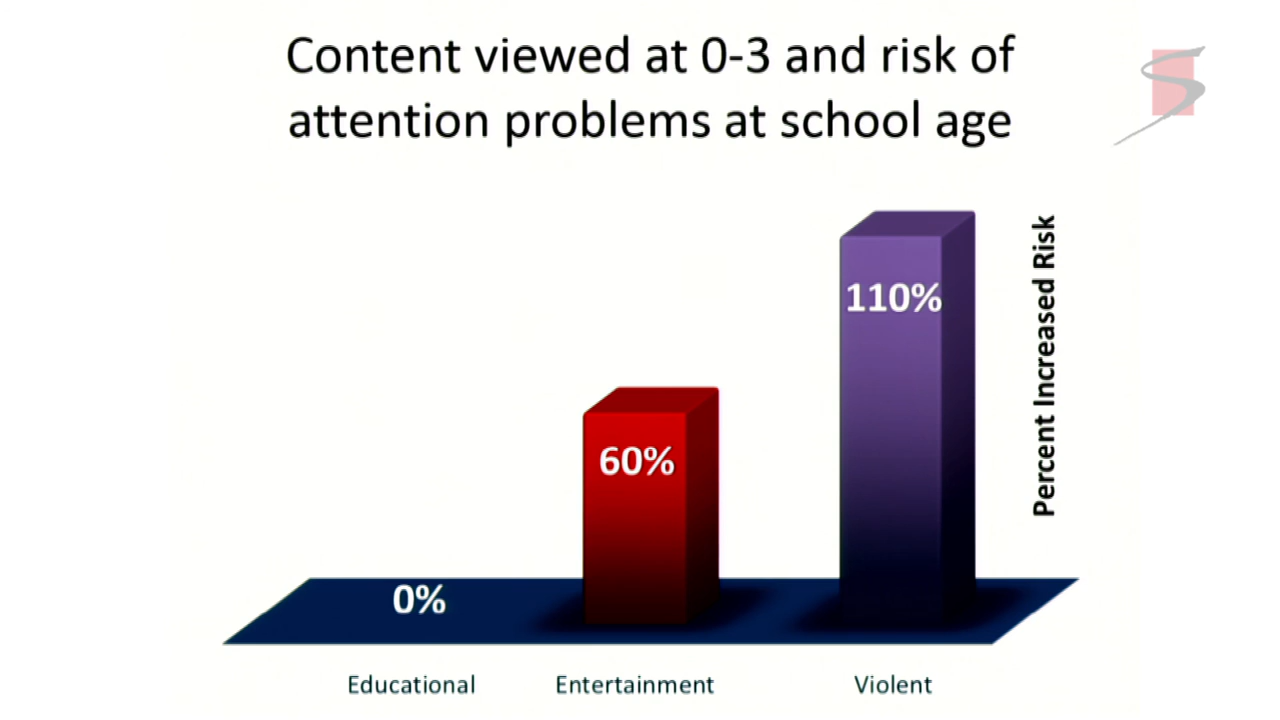 Content viewed at 0-3 and risk of
attention problems at school age
110%
60%
0%
Percent Increased Risk
Educational
Entertainment
Violent